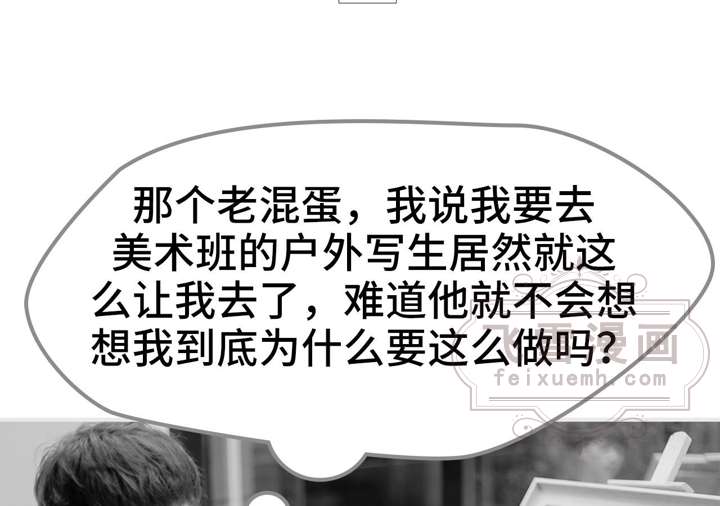 那个老混蛋，我说我要去
美术班的户外写生居然就这
么让我去了，难道他就不会想
想我到底为什么要这么做吗？
飞雪漫画
feixuemh.com